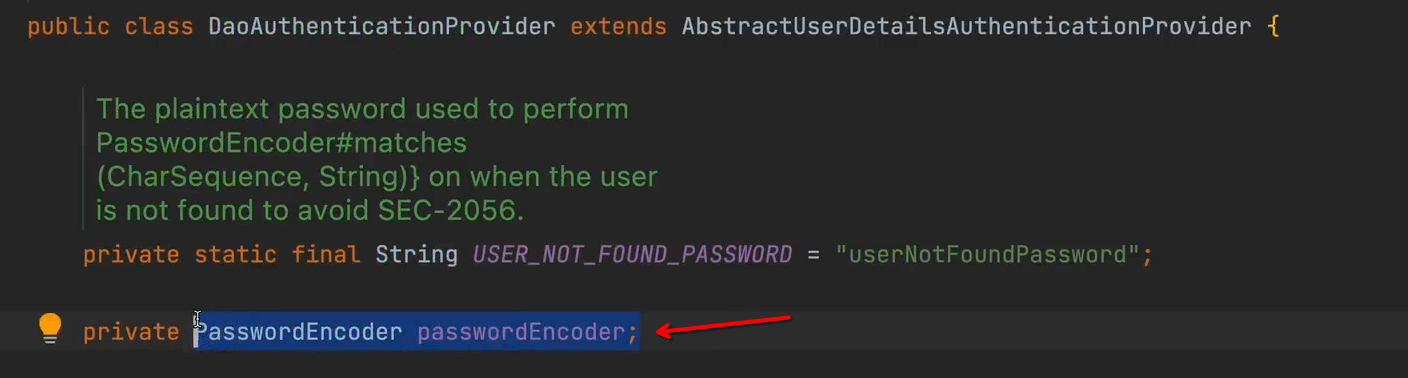 public class DaoAuthenticationProvider extends AbstractUserDetailsAuthenticationProvider {
The plaintext password used to perform
PasswordEncoder#matches
(CharSequence, String)} on when the user
is not found to avoid SEC-2056.
private static final String USER_NOT_FOUND_PASSWORD = "userNotFoundPassword";
private PasswordEncoder passwordEncoder;